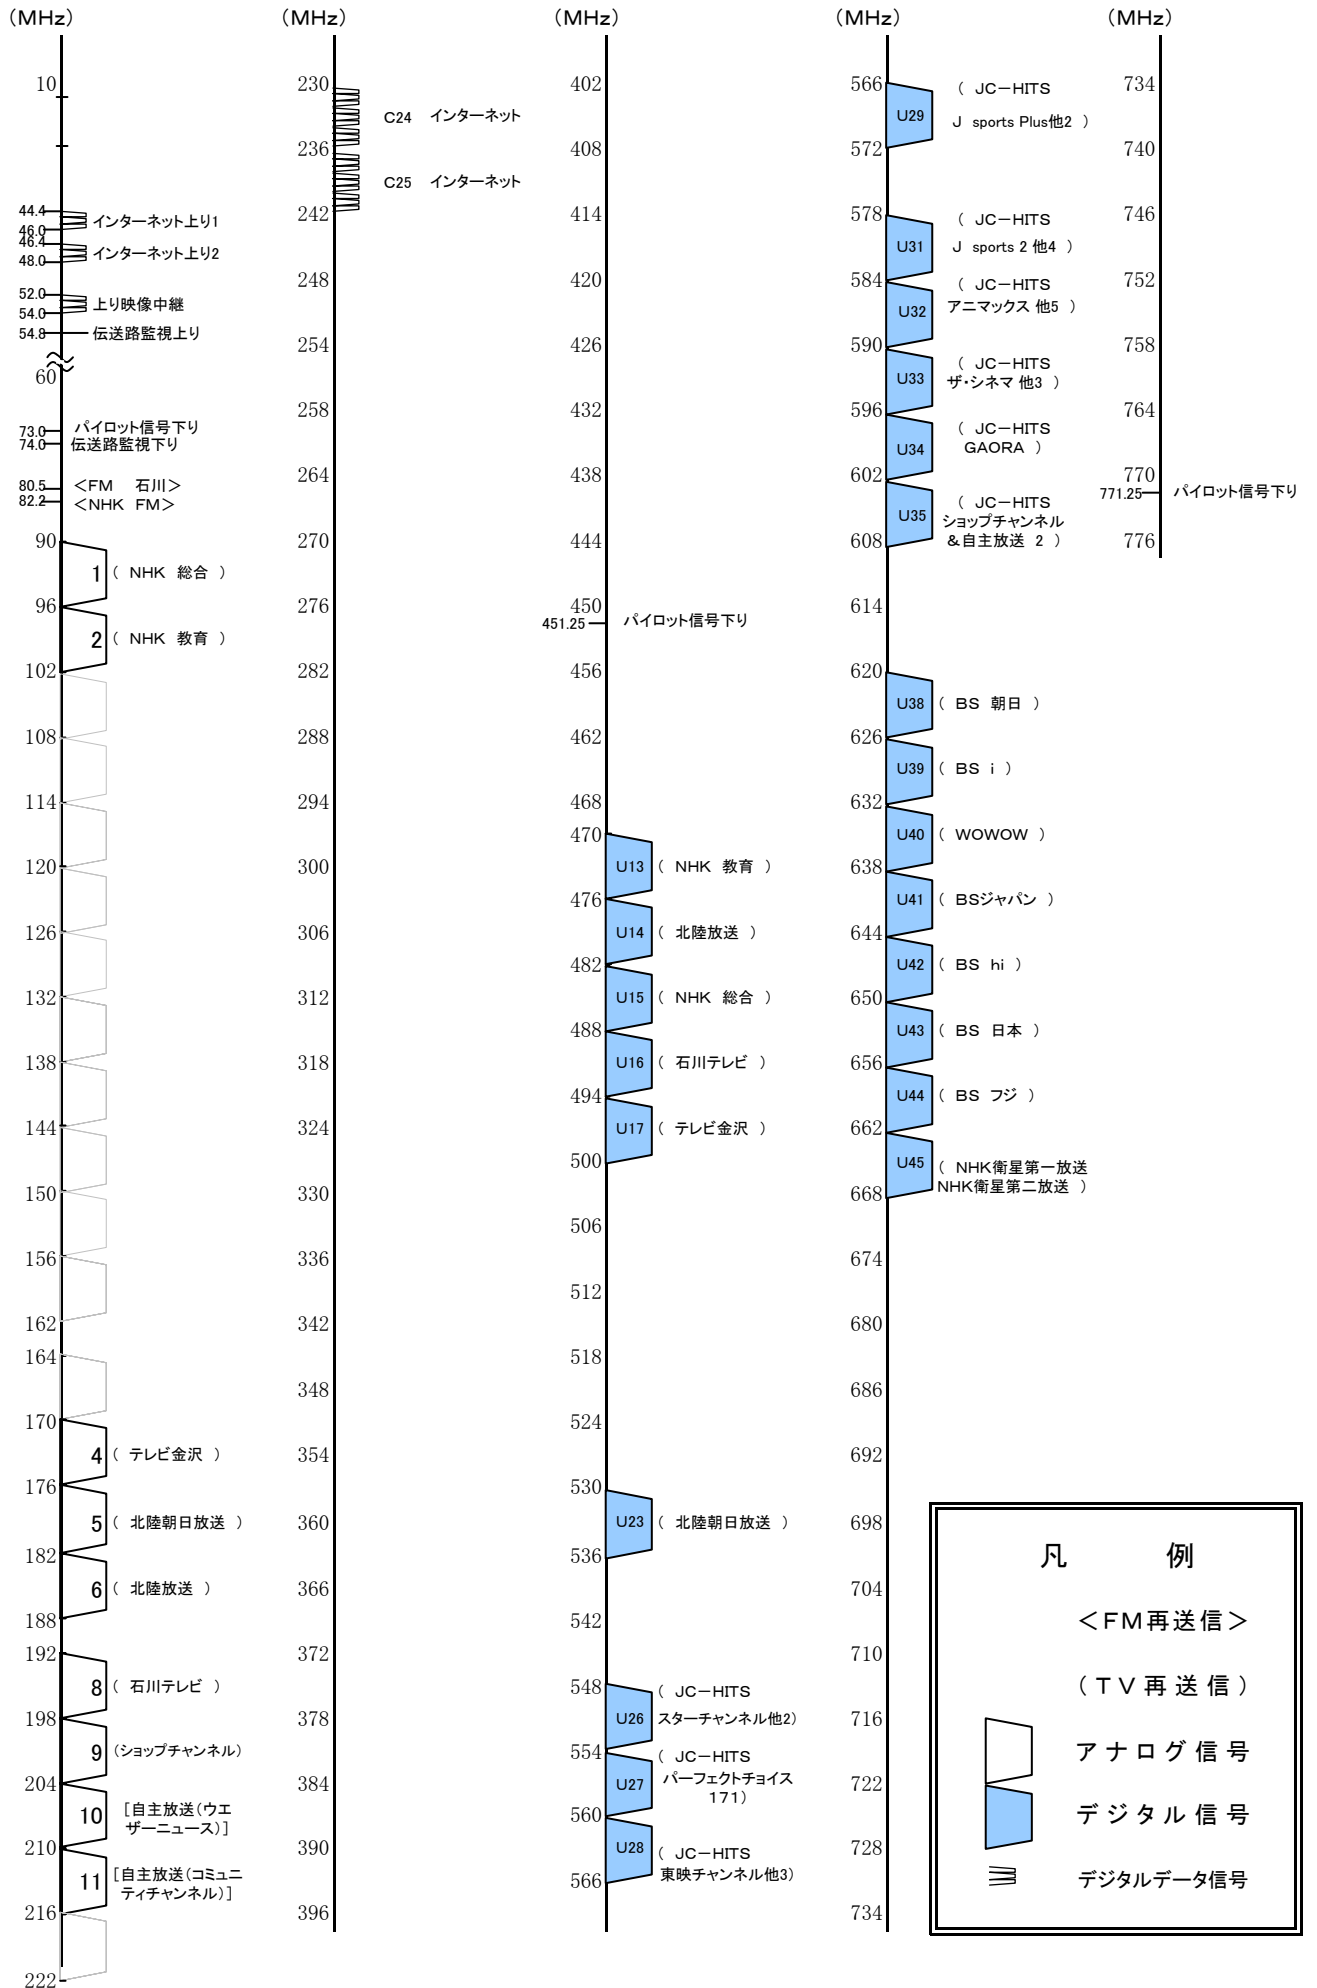 (MHz)
10
44.4
インターネット上り1
46.0
46.4
インターネット上り2
48.0
52.0
上り映像中継
54.0
54.8
伝送路監視上り
60
73.0
パイロット信号下り
74.0
伝送路監視下り
80.5
＜FM 石川＞
82.2
＜NHK FM＞
90
1 （ NHK 総合 ）
96
2 （ NHK 教育 ）
102
108
114
120
126
132
138
144
150
156
162
164
170
4 （ テレビ金沢 ）
176
5 （ 北陸朝日放送 ）
182
6 （ 北陸放送 ）
188
192
8 （ 石川テレビ ）
198
9 （ショップチャンネル）
204
10 ［自主放送（ウエ
ザーニュース）］
210
11 ［自主放送（コミュニ
ティチャンネル）］
216
222
(MHz)
230
C24 インターネット
236
C25 インターネット
242
248
254
258
264
270
276
282
288
294
300
306
312
318
324
330
336
342
348
354
360
366
372
378
384
390
396
(MHz)
402
408
414
420
426
432
438
444
450
451.25
パイロット信号下り
456
462
468
470
U13 （ NHK 教育 ）
476
U14 （ 北陸放送 ）
482
U15 （ NHK 総合 ）
488
U16 （ 石川テレビ ）
494
U17 （ テレビ金沢 ）
500
506
512
518
524
530
U23 （ 北陸朝日放送 ）
536
542
548
（ JC－HITS
U26 スターチャンネル他2）
554
（ JC－HITS
U27 パーフェクトチョイス
171）
560
U28 （ JC－HITS
東映チャンネル他3）
566
(MHz)
566
（ JC－HITS
U29 J sports Plus他2 ）
572
578
（ JC－HITS
U31 J sports 2 他4 ）
584
（ JC－HITS
U32 アニマックス 他5 ）
590
（ JC－HITS
U33 ザ・シネマ 他3 ）
596
（ JC－HITS
U34 GAORA ）
602
（ JC－HITS
U35 ショップチャンネル
＆自主放送 2 ）
608
614
620
U38 （ BS 朝日 ）
626
U39 （ BS i ）
632
U40 （ WOWOW ）
638
U41 （ BSジャパン ）
644
U42 （ BS hi ）
650
U43 （ BS 日本 ）
656
U44 （ BS フジ ）
662
U45 （ NHK衛星第一放送
NHK衛星第二放送 ）
668
674
680
686
692
698
704
710
716
722
728
734
(MHz)
734
740
746
752
758
764
770
771.25
パイロット信号下り
776
凡 例
＜FM再送信＞
（TV再送信）
アナログ信号
デジタル信号
デジタルデータ信号